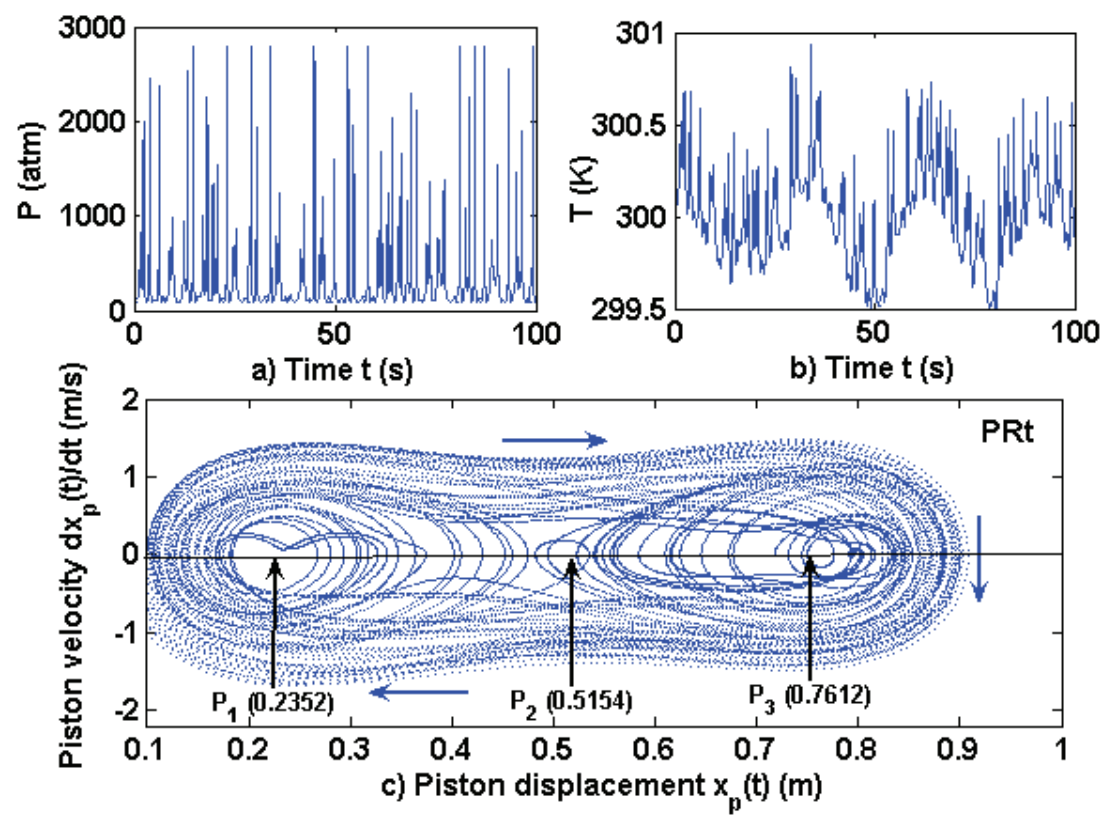 3000
2000
1000
0
P (atm)
0
50
100
a) Time t (s)
301
300.5
300
299.5
T (K)
0
50
100
b) Time t (s)
2
1
0
-1
-2
Piston velocity dx_p(t)/dt (m/s)
PRt
P_1 (0.2352)
P_2 (0.5154)
P_3 (0.7612)
0.1
0.2
0.3
0.4
0.5
0.6
0.7
0.8
0.9
1
c) Piston displacement x_p(t) (m)